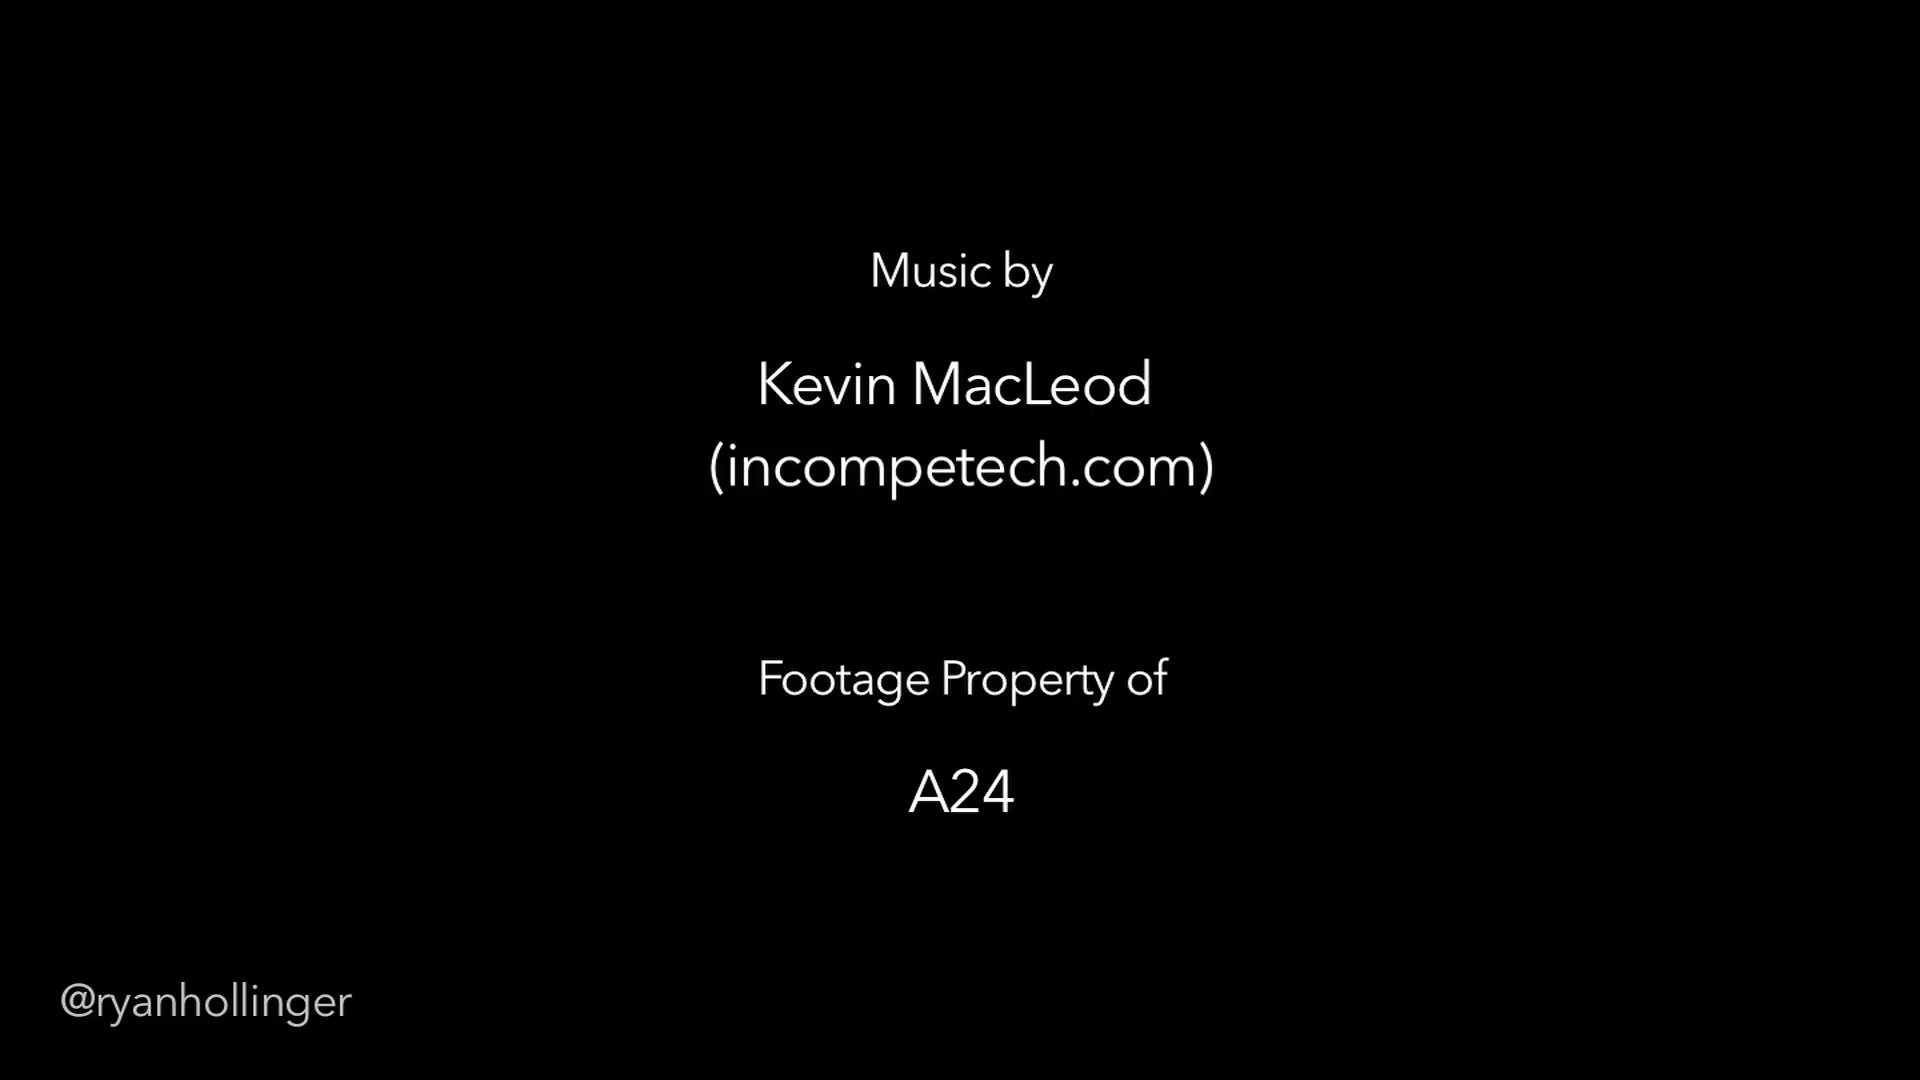 Music by
Kevin MacLeod
(incompetech.com)
Footage Property of
A24
@ryanhollinger